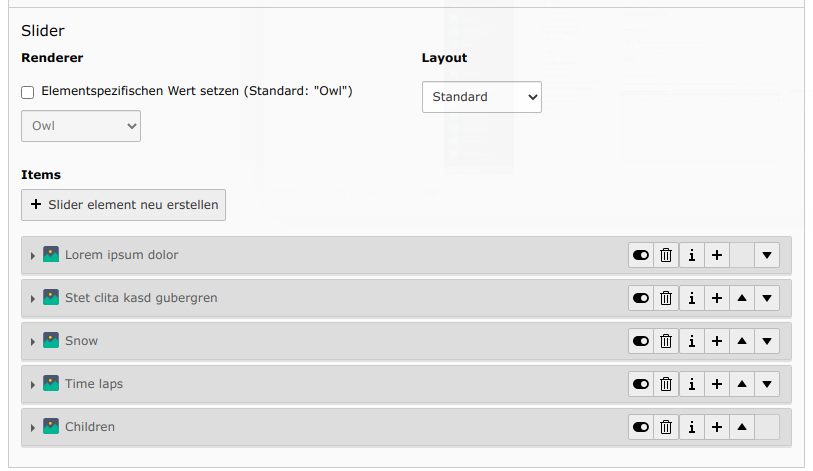 Slider
Renderer
Layout
Elementspezifischen Wert setzen (Standard: "Owl")
Standard
Owl
Items
Slider element neu erstellen
Lorem ipsum dolor
Stet clita kasd gubergren
Snow
Time laps
Children